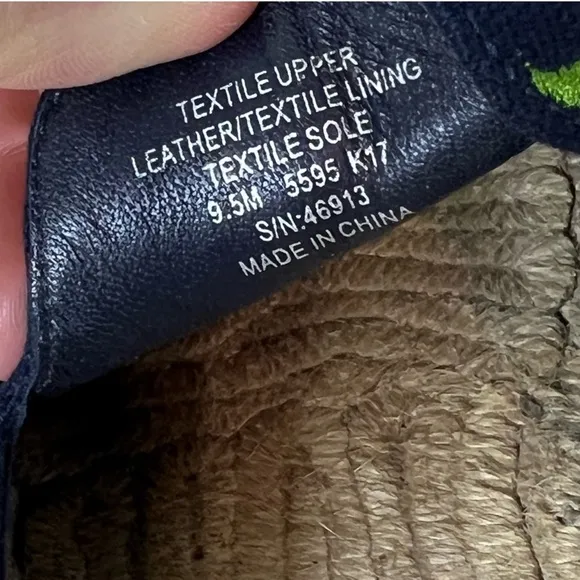 TEXTILE UPPER
LEATHER/TEXTILE LINING
TEXTILE SOLE
9.5M 5595 K17
S/N:46913
MADE IN CHINA